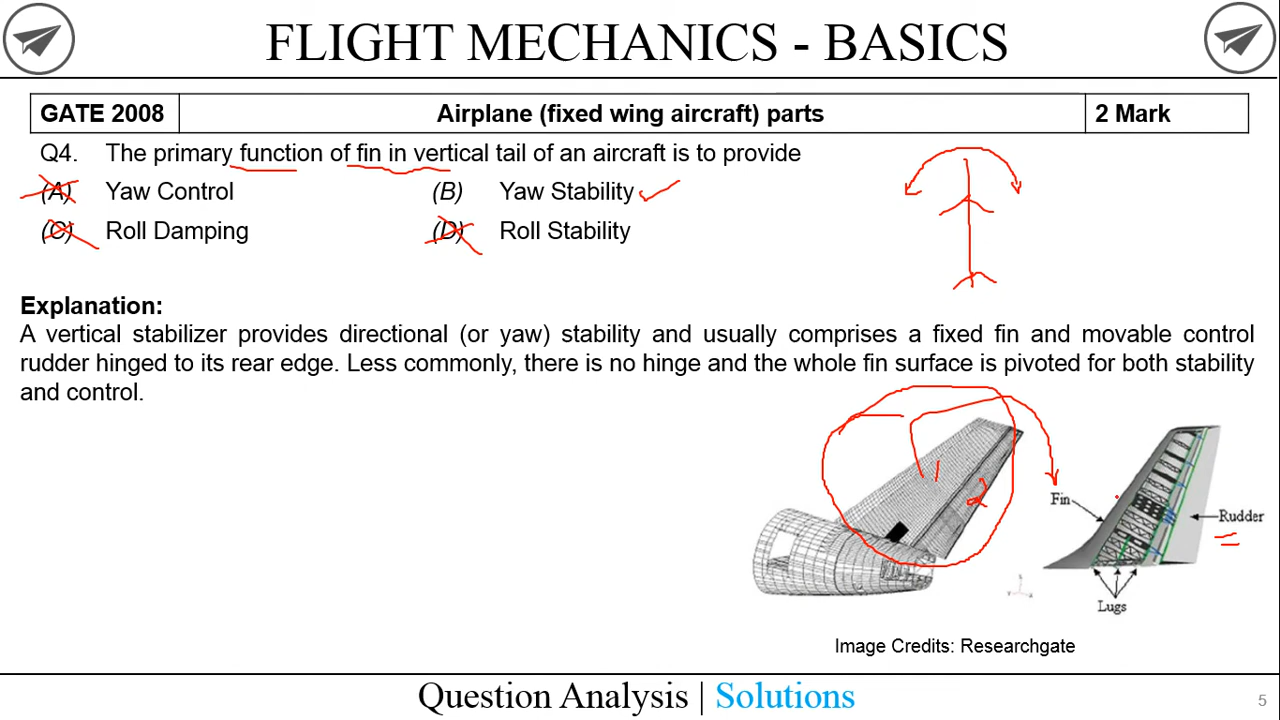 FLIGHT MECHANICS - BASICS
GATE 2008 Airplane (fixed wing aircraft) parts 2 Mark
Q4. The primary function of fin in vertical tail of an aircraft is to provide
(A) Yaw Control (B) Yaw Stability
(C) Roll Damping (D) Roll Stability
Explanation:
A vertical stabilizer provides directional (or yaw) stability and usually comprises a fixed fin and movable control
rudder hinged to its rear edge. Less commonly, there is no hinge and the whole fin surface is pivoted for both stability
and control.
1
2
Fin
Rudder
Lugs
Image Credits: Researchgate
Question Analysis | Solutions
5